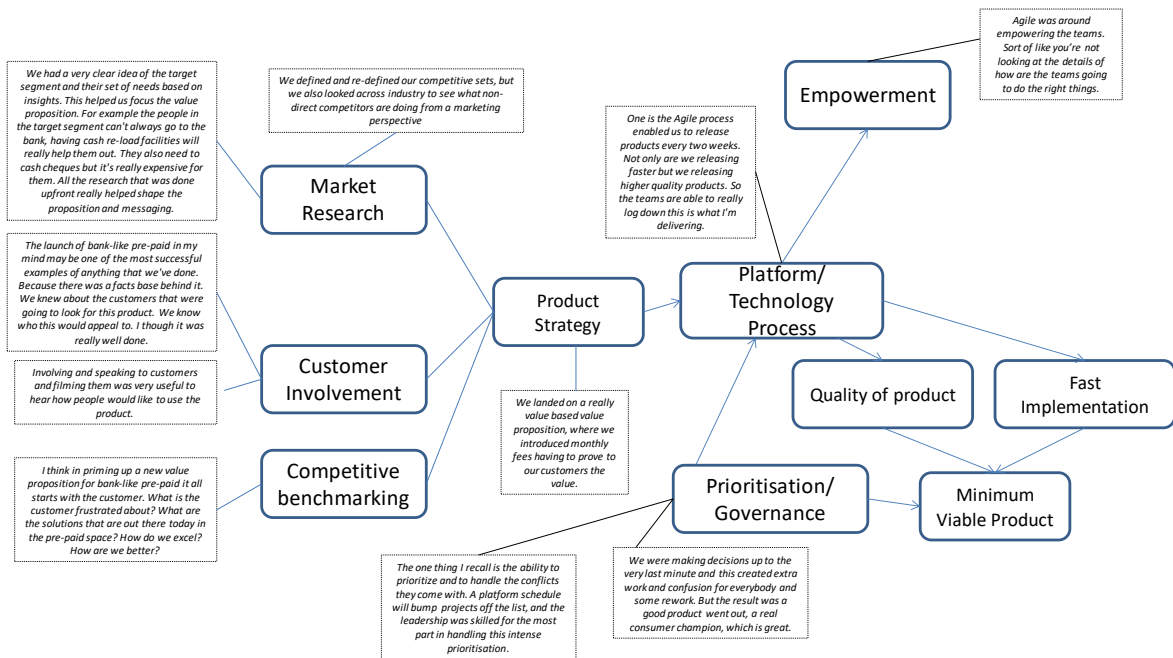 We had a very clear idea of the target
segment and their set of needs based on
insights. This helped us focus the value
proposition. For example the people in
the target segment can't always go to the
bank, having cash re-load facilities will
really help them out. They also need to
cash cheques but it's really expensive for
them. All the research that was done
upfront really helped shape the
proposition and messaging.
We defined and re-defined our competitive sets, but
we also looked across industry to see what non-
direct competitors are doing from a marketing
perspective
Market
Research
The launch of bank-like pre-paid in my
mind may be one of the most successful
examples of anything that we've done.
Because there was a facts base behind it.
We knew about the customers that were
going to look for this product. We know
who this would appeal to. I though it was
really well done.
Involving and speaking to customers
and filming them was very useful to
hear how people would like to use the
product.
Customer
Involvement
I think in priming up a new value
proposition for bank-like pre-paid it all
starts with the customer. What is the
customer frustrated about? What are
the solutions that are out there today in
the pre-paid space? How do we excel?
How are we better?
Competitive
benchmarking
Product
Strategy
We landed on a really
value based value
proposition, where we
introduced monthly
fees having to prove to
our customers the
value.
One is the Agile process
enabled us to release
products every two weeks.
Not only are we releasing
faster but we releasing
higher quality products. So
the teams are able to really
log down this is what I'm
delivering.
Platform/
Technology
Process
Empowerment
Agile was around
empowering the teams.
Sort of like you're not
looking at the details of
how are the teams going
to do the right things.
Quality of product
Fast
Implementation
Prioritisation/
Governance
Minimum
Viable Product
The one thing I recall is the ability to
prioritize and to handle the conflicts
they come with. A platform schedule
will bump projects off the list, and the
leadership was skilled for the most
part in handling this intense
prioritisation.
We were making decisions up to the
very last minute and this created extra
work and confusion for everybody and
some rework. But the result was a
good product went out, a real
consumer champion, which is great.